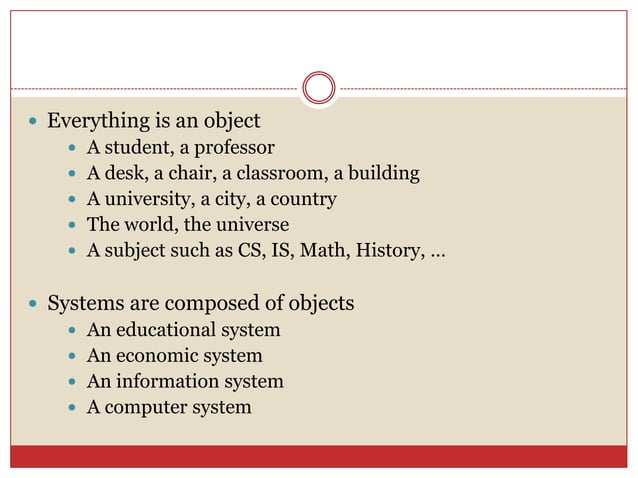 • Everything is an object
• A student, a professor
• A desk, a chair, a classroom, a building
• A university, a city, a country
• The world, the universe
• A subject such as CS, IS, Math, History, …
• Systems are composed of objects
• An educational system
• An economic system
• An information system
• A computer system